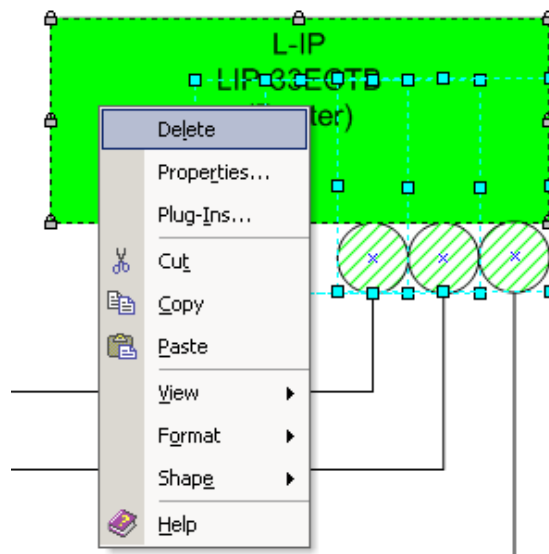 L-IP
LIP-33ECTB
ter)
Delete
Properties...
Plug-Ins...
Cut
Copy
Paste
View
Format
Shape
Help